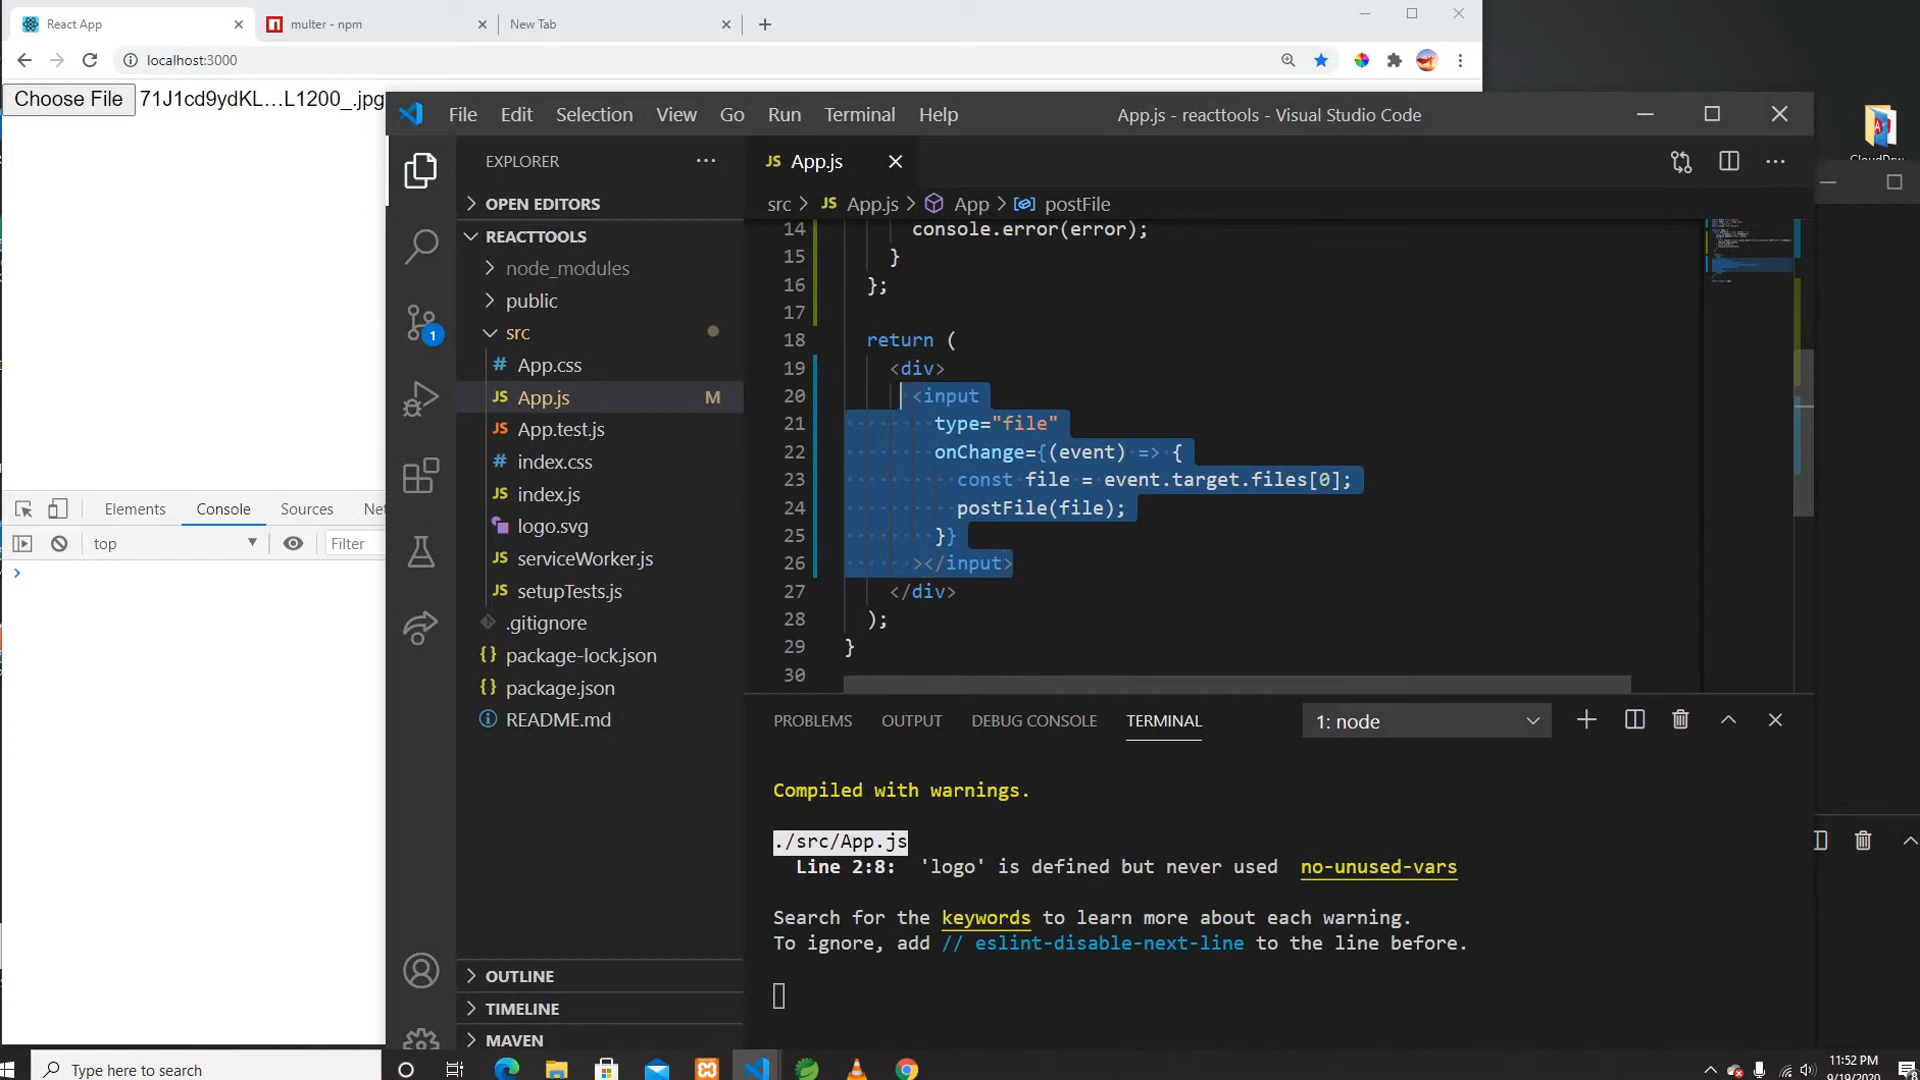 React App
multer - npm
New Tab
localhost:3000
Choose File 71J1cd9ydKL…L1200_.jpg
File Edit Selection View Go Run Terminal Help
App.js - reacttools - Visual Studio Code
EXPLORER
OPEN EDITORS
REACTTOOLS
node_modules
public
src
# App.css
JS App.js M
JS App.test.js
# index.css
JS index.js
logo.svg
JS serviceWorker.js
JS setupTests.js
.gitignore
{} package-lock.json
{} package.json
README.md
OUTLINE
TIMELINE
MAVEN
1
JS App.js
src > JS App.js > App > postFile
14 console.error(error);
15 }
16 };
17
18 return (
19 <div>
20 <input
21 type="file"
22 onChange={(event) => {
23 const file = event.target.files[0];
24 postFile(file);
25 }}
26 ></input>
27 </div>
28 );
29 }
30
PROBLEMS OUTPUT DEBUG CONSOLE TERMINAL
1: node
Compiled with warnings.
./src/App.js
Line 2:8: 'logo' is defined but never used no-unused-vars
Search for the keywords to learn more about each warning.
To ignore, add // eslint-disable-next-line to the line before.
Elements Console Sources Net
top
Filter
Type here to search
11:52 PM
9/19/2020